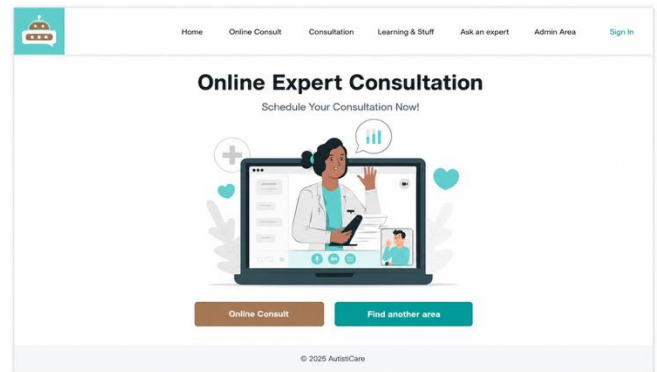 Home Online Consult Consultation Learning & Stuff Ask an expert Admin Area Sign In
Online Expert Consultation
Schedule Your Consultation Now!
Online Consult Find another area
© 2025 AutistiCare